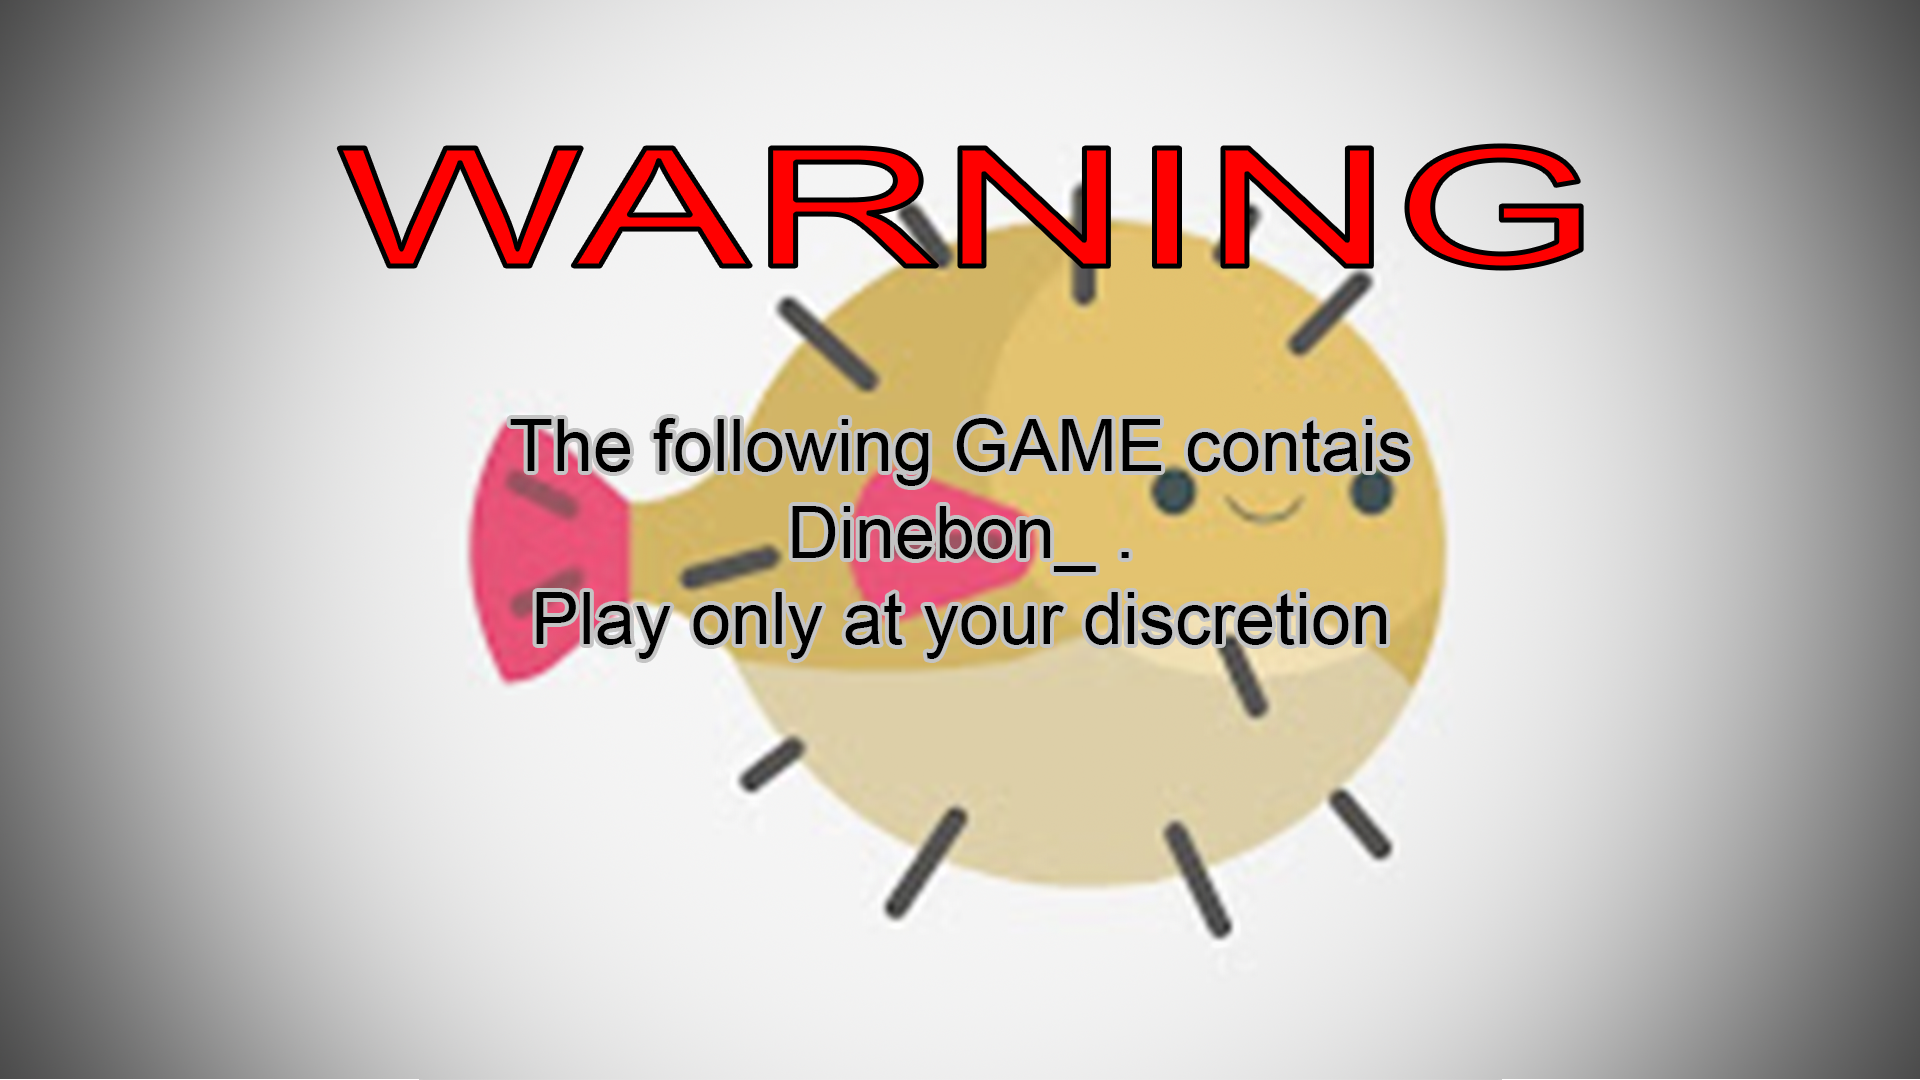 WARNING
The following GAME contais
Dinebon_ .
Play only at your discretion